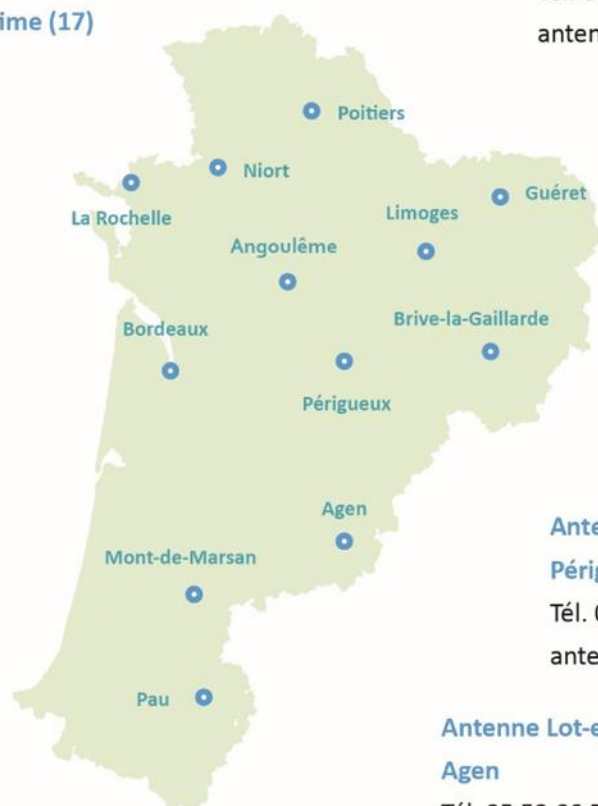 ime (17)
anten
Poitiers
Niort
La Rochelle
Guéret
Limoges
Angoulême
Bordeaux
Brive-la-Gaillarde
Périgueux
Agen
Mont-de-Marsan
Pau
Ante
Périg
Tél. 0
ante
Antenne Lot-e
Agen